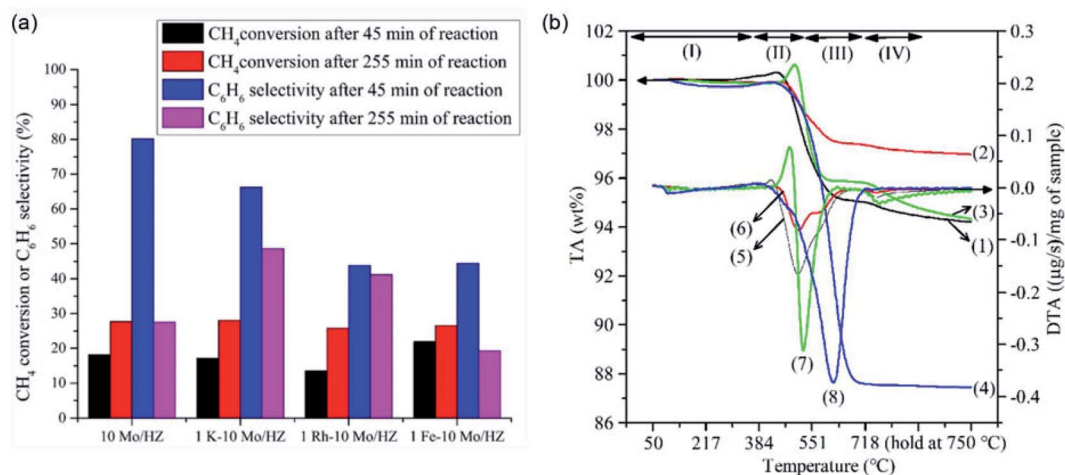 (a)
CH₄conversion after 45 min of reaction
CH₄conversion after 255 min of reaction
C₆H₆ selectivity after 45 min of reaction
C₆H₆ selectivity after 255 min of reaction
CH₄ conversion or C₆H₆ selectivity (%)
100
90
80
70
60
50
40
30
20
10
0
10 Mo/HZ
1 K-10 Mo/HZ
1 Rh-10 Mo/HZ
1 Fe-10 Mo/HZ
(b)
(I)
(II)
(III)
(IV)
TA (wt%)
102
100
98
96
94
92
90
88
86
(2)
(3)
(1)
(6)
(5)
(7)
(8)
(4)
0.3
0.2
0.1
0.0
-0.1
-0.2
-0.3
-0.4
DTA ((μg/s)/mg of sample)
50 217 384 551 718 (hold at 750 °C)
Temperature (°C)